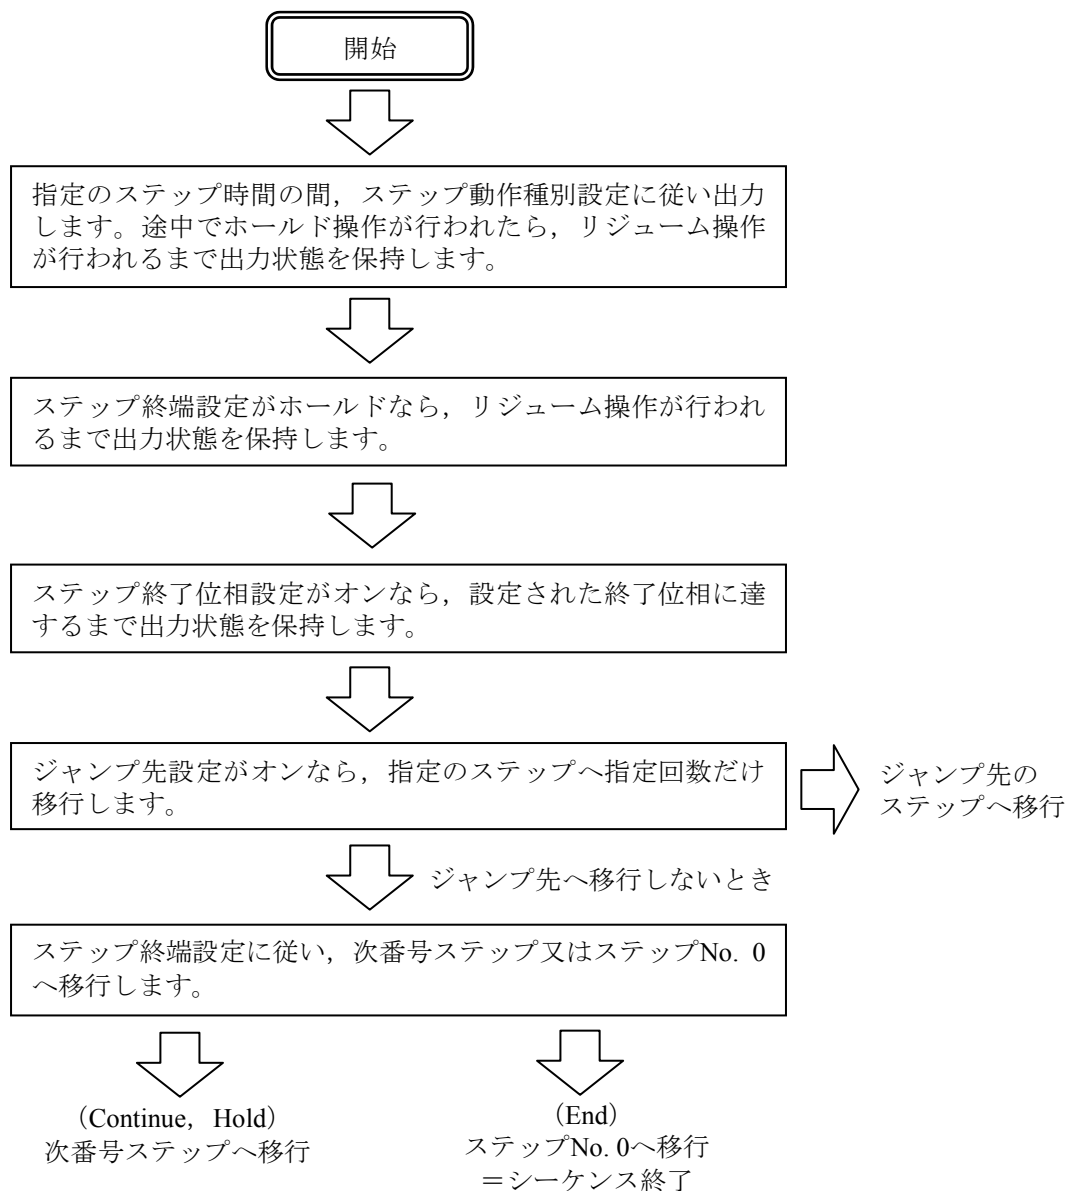 開始
指定のステップ時間の間，ステップ動作種別設定に従い出力
します。途中でホールド操作が行われたら，リジューム操作
が行われるまで出力状態を保持します。
ステップ終端設定がホールドなら，リジューム操作が行われ
るまで出力状態を保持します。
ステップ終了位相設定がオンなら，設定された終了位相に達
するまで出力状態を保持します。
ジャンプ先設定がオンなら，指定のステップへ指定回数だけ
移行します。
ジャンプ先の
ステップへ移行
ジャンプ先へ移行しないとき
ステップ終端設定に従い，次番号ステップ又はステップNo. 0
へ移行します。
（Continue，Hold）
次番号ステップへ移行
（End）
ステップNo. 0へ移行
＝シーケンス終了